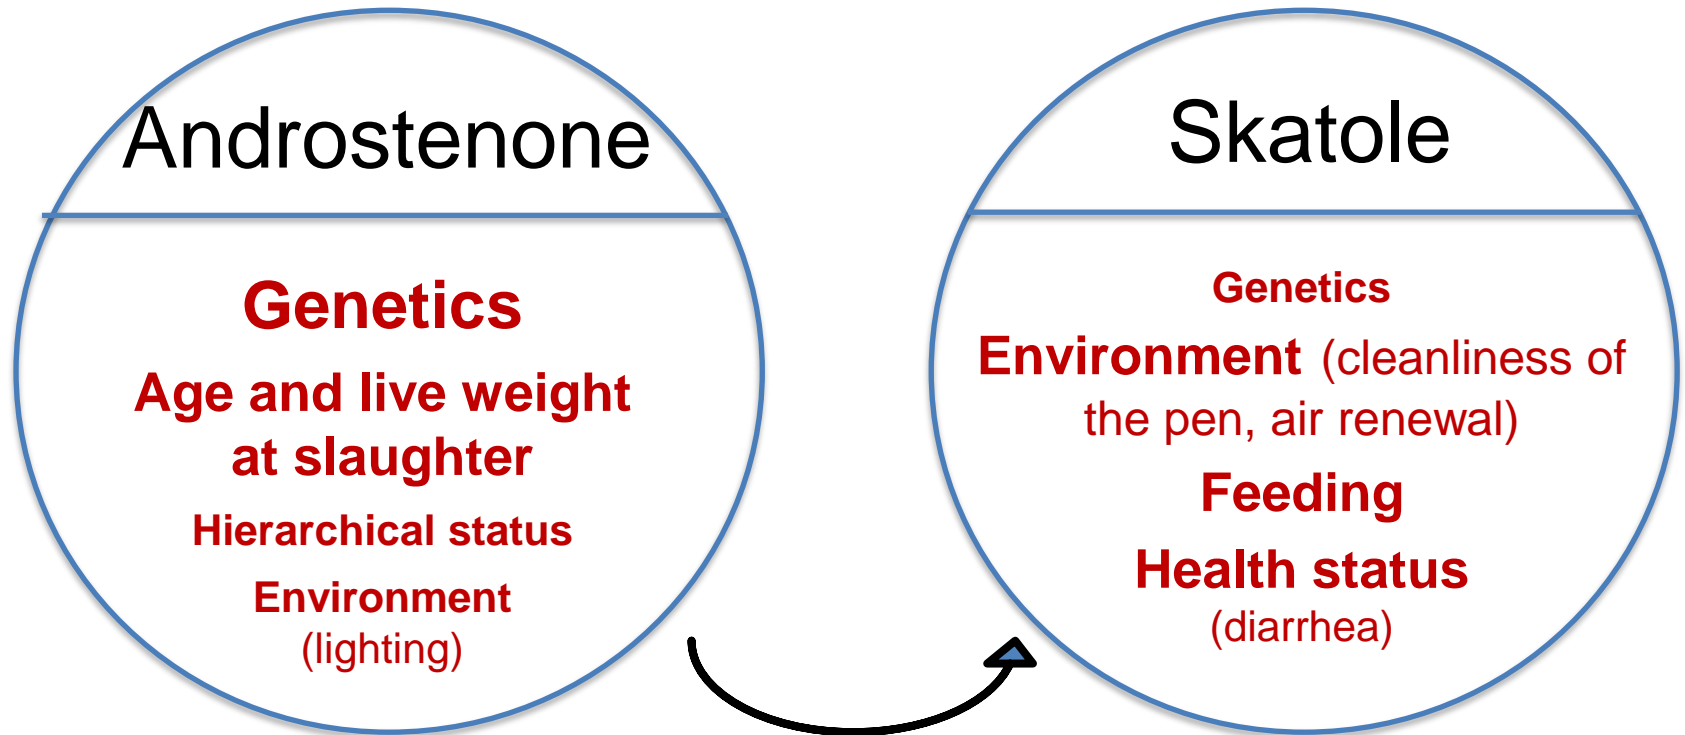 Androstenone
Genetics
Age and live weight
at slaughter
Hierarchical status
Environment
(lighting)
Skatole
Genetics
Environment (cleanliness of
the pen, air renewal)
Feeding
Health status
(diarrhea)